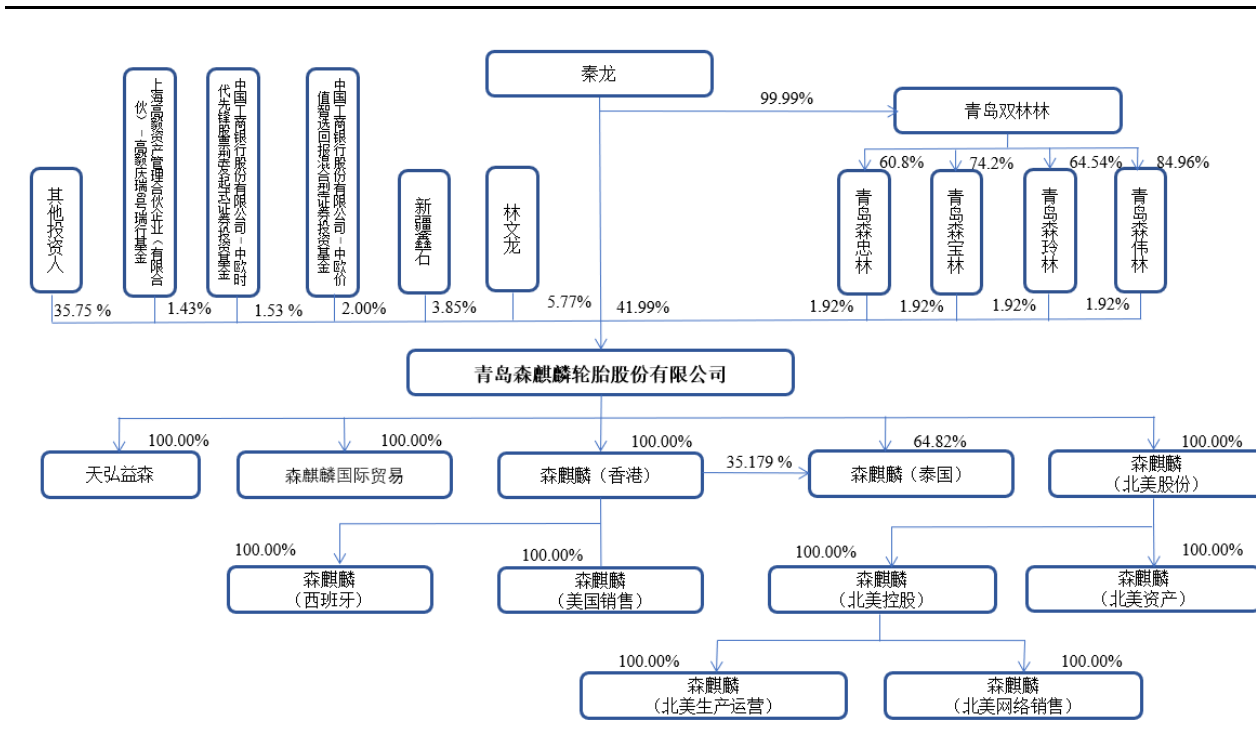 秦龙
99.99%
青岛双林林
60.8%
74.2%
64.54%
84.96%
其他投资人
上海高毅资产管理合伙企业（有限合
伙）－高毅庆瑞6号瑞行基金
中国工商银行股份有限公司－中欧时
代先锋股票型发起式证券投资基金
中国工商银行股份有限公司－中欧价
值智选回报混合型证券投资基金
新疆鑫石
林文龙
青岛森忠林
青岛森宝林
青岛森玲林
青岛森伟林
35.75 %
1.43%
1.53 %
2.00%
3.85%
5.77%
41.99%
1.92%
1.92%
1.92%
1.92%
青岛森麒麟轮胎股份有限公司
100.00%
100.00%
100.00%
64.82%
100.00%
天弘益森
森麒麟国际贸易
森麒麟（香港）
35.179 %
森麒麟（泰国）
森麒麟
（北美股份）
100.00%
100.00%
100.00%
100.00%
森麒麟
（西班牙）
森麒麟
（美国销售）
森麒麟
（北美控股）
森麒麟
（北美资产）
100.00%
100.00%
森麒麟
（北美生产运营）
森麒麟
（北美网络销售）